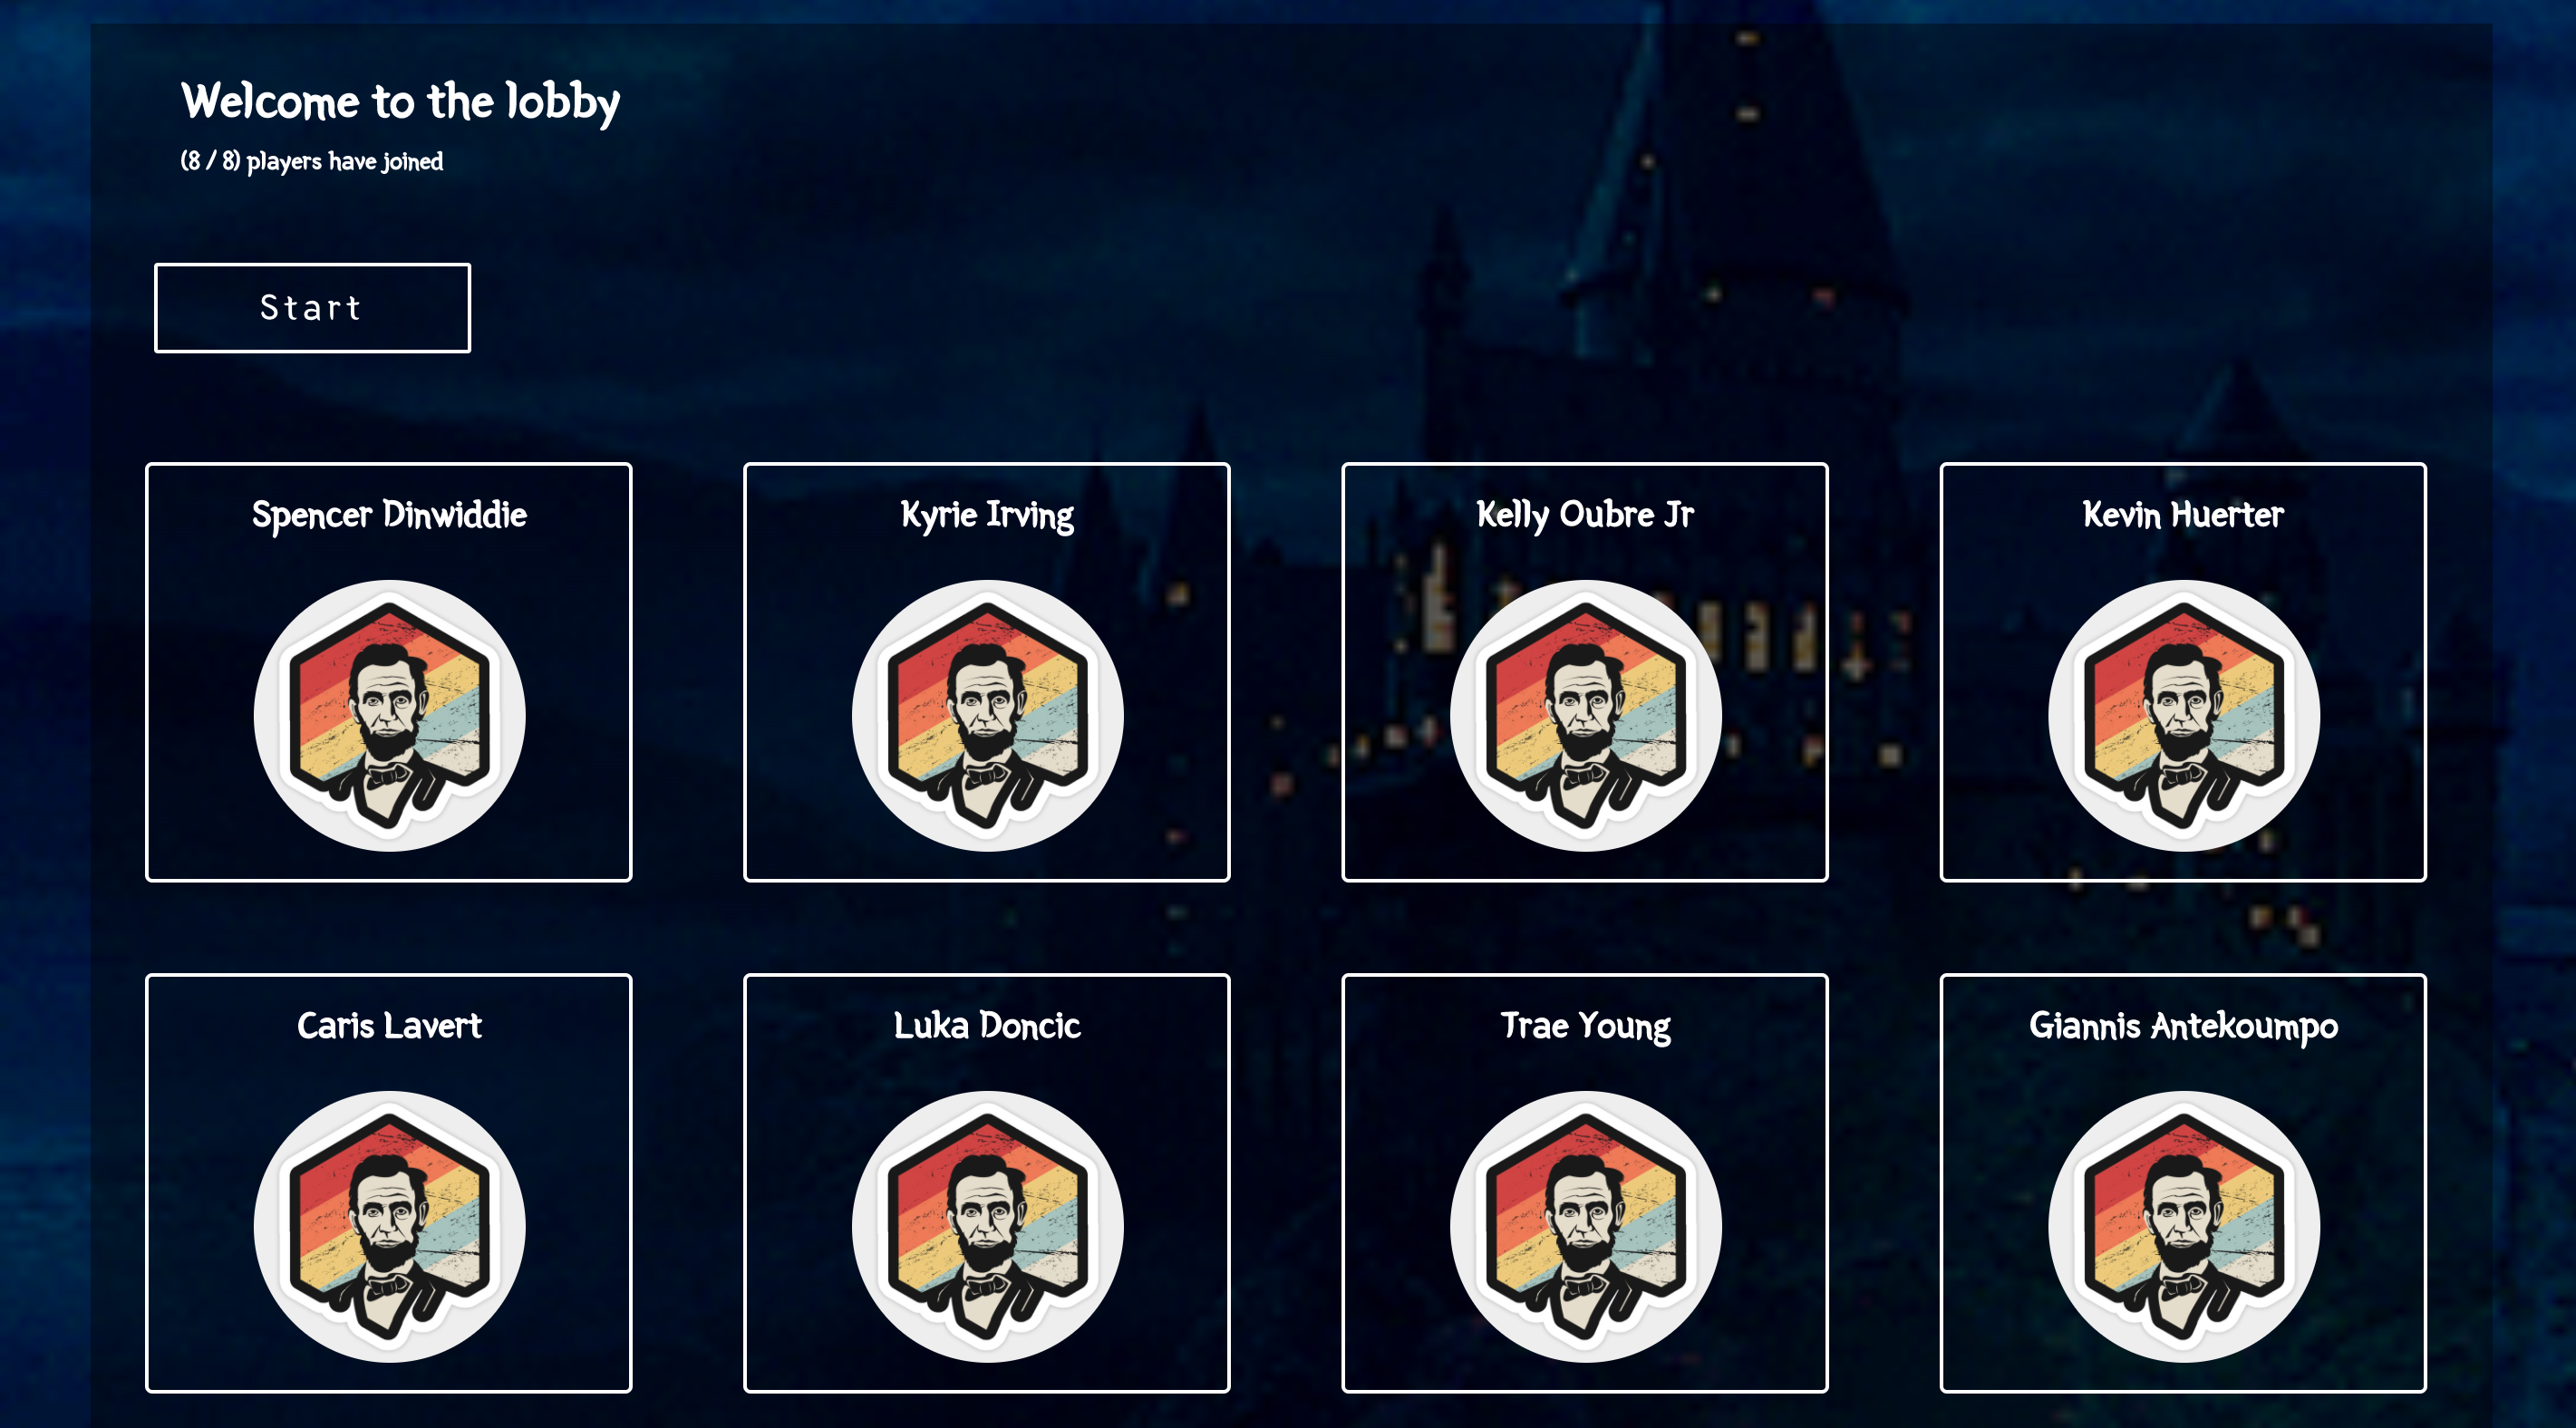 Welcome to the lobby
(8 / 8) players have joined
Start
Spencer Dinwiddie
Kyrie Irving
Kelly Oubre Jr
Kevin Huerter
Caris Lavert
Luka Doncic
Trae Young
Giannis Antekoumpo